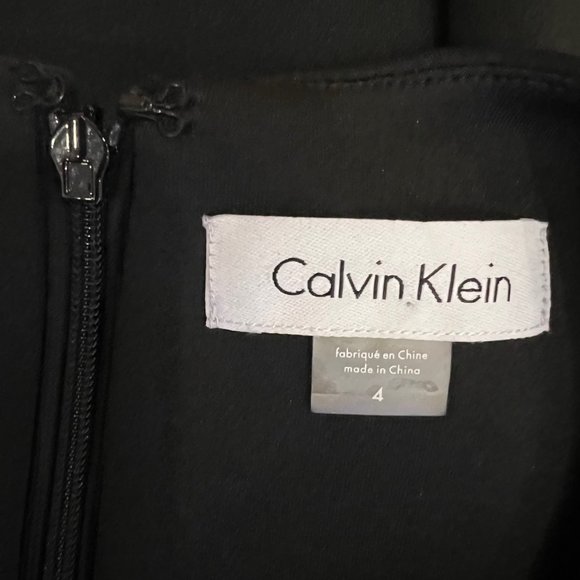 Calvin Klein
fabriqué en Chine
made in China
4